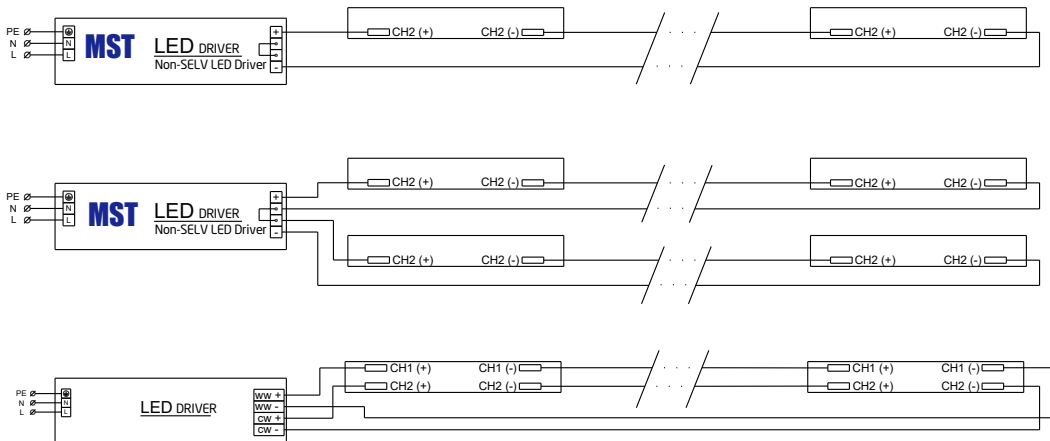 PE
N
L
N
L
MST
LED DRIVER
Non-SELV LED Driver
+
-
CH2 (+)
CH2 (-)
CH2 (+)
CH2 (-)
PE
N
L
N
L
MST
LED DRIVER
Non-SELV LED Driver
+
-
CH2 (+)
CH2 (-)
CH2 (+)
CH2 (-)
CH2 (+)
CH2 (-)
CH2 (+)
CH2 (-)
PE
N
L
N
L
LED DRIVER
WW +
WW -
CW +
CW -
CH1 (+)
CH1 (-)
CH1 (+)
CH1 (-)
CH2 (+)
CH2 (-)
CH2 (+)
CH2 (-)